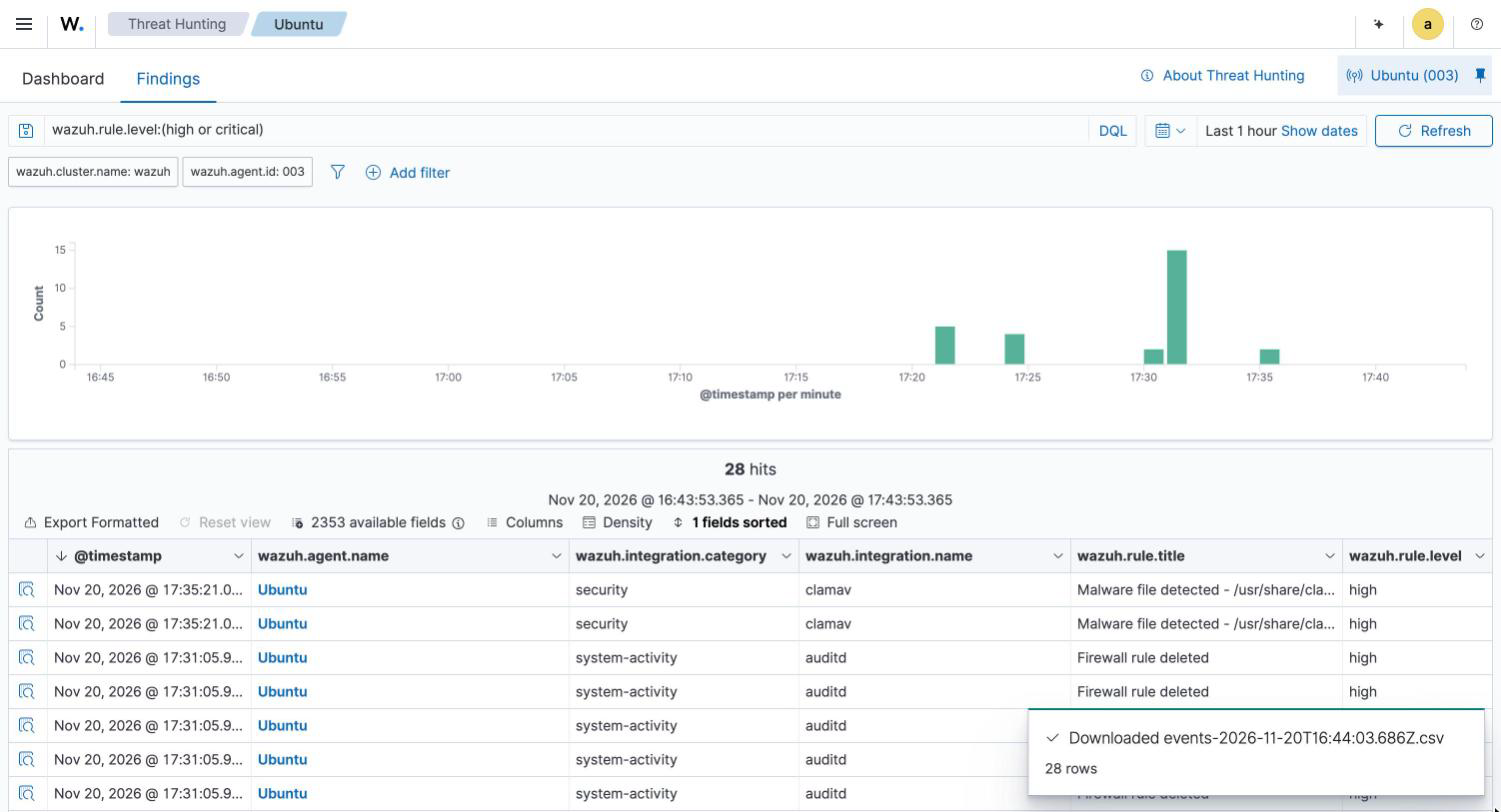 W. Threat Hunting Ubuntu a
Dashboard Findings About Threat Hunting Ubuntu (003)
wazuh.rule.level:(high or critical) DQL Last 1 hour Show dates Refresh
wazuh.cluster.name: wazuh wazuh.agent.id: 003 Add filter
15
10
5
0
Count
16:45 16:50 16:55 17:00 17:05 17:10 17:15 17:20 17:25 17:30 17:35 17:40
@timestamp per minute
28 hits
Nov 20, 2026 @ 16:43:53.365 - Nov 20, 2026 @ 17:43:53.365
Export Formatted Reset view 2353 available fields Columns Density 1 fields sorted Full screen
@timestamp wazuh.agent.name wazuh.integration.category wazuh.integration.name wazuh.rule.title wazuh.rule.level
Nov 20, 2026 @ 17:35:21.0... Ubuntu security clamav Malware file detected - /usr/share/cla... high
Nov 20, 2026 @ 17:35:21.0... Ubuntu security clamav Malware file detected - /usr/share/cla... high
Nov 20, 2026 @ 17:31:05.9... Ubuntu system-activity auditd Firewall rule deleted high
Nov 20, 2026 @ 17:31:05.9... Ubuntu system-activity auditd Firewall rule deleted high
Nov 20, 2026 @ 17:31:05.9... Ubuntu system-activity auditd
Nov 20, 2026 @ 17:31:05.9... Ubuntu system-activity auditd
Nov 20, 2026 @ 17:31:05.9... Ubuntu system-activity auditd
Downloaded events-2026-11-20T16:44:03.686Z.csv
28 rows